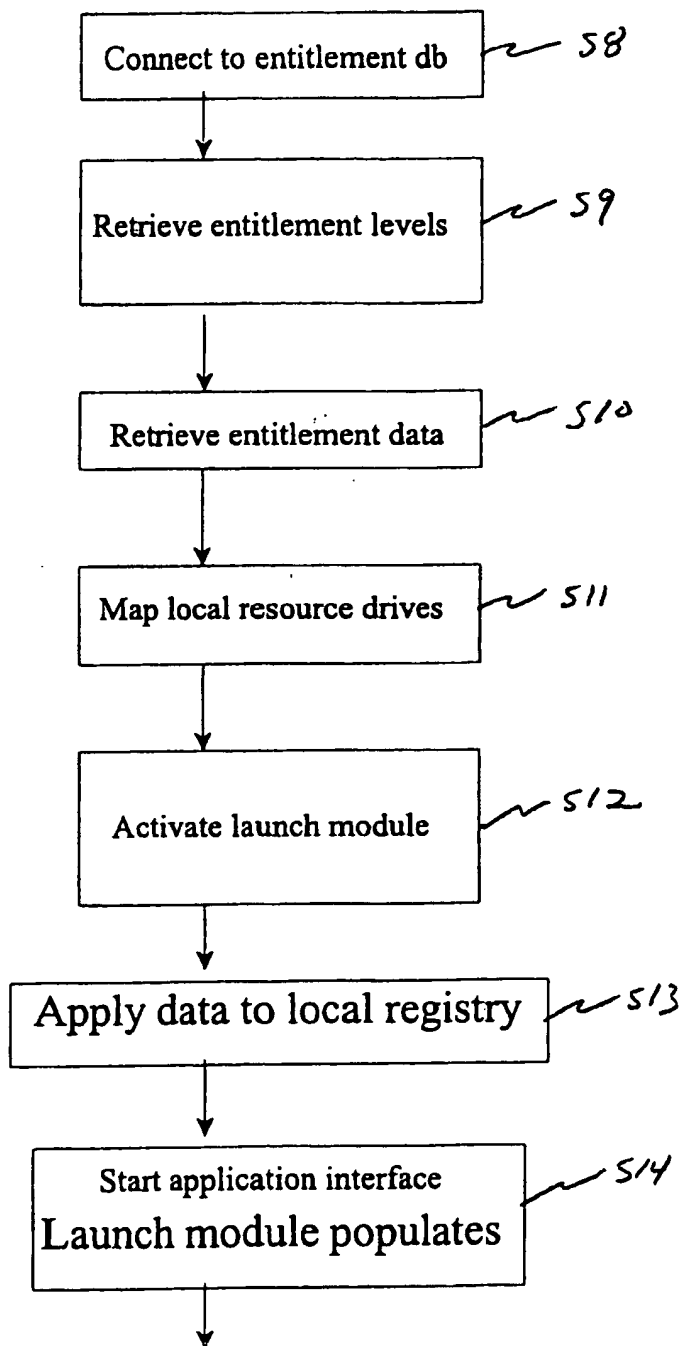 Connect to entitlement db S8
Retrieve entitlement levels S9
Retrieve entitlement data S10
Map local resource drives S11
Activate launch module S12
Apply data to local registry S13
Start application interface S14
Launch module populates